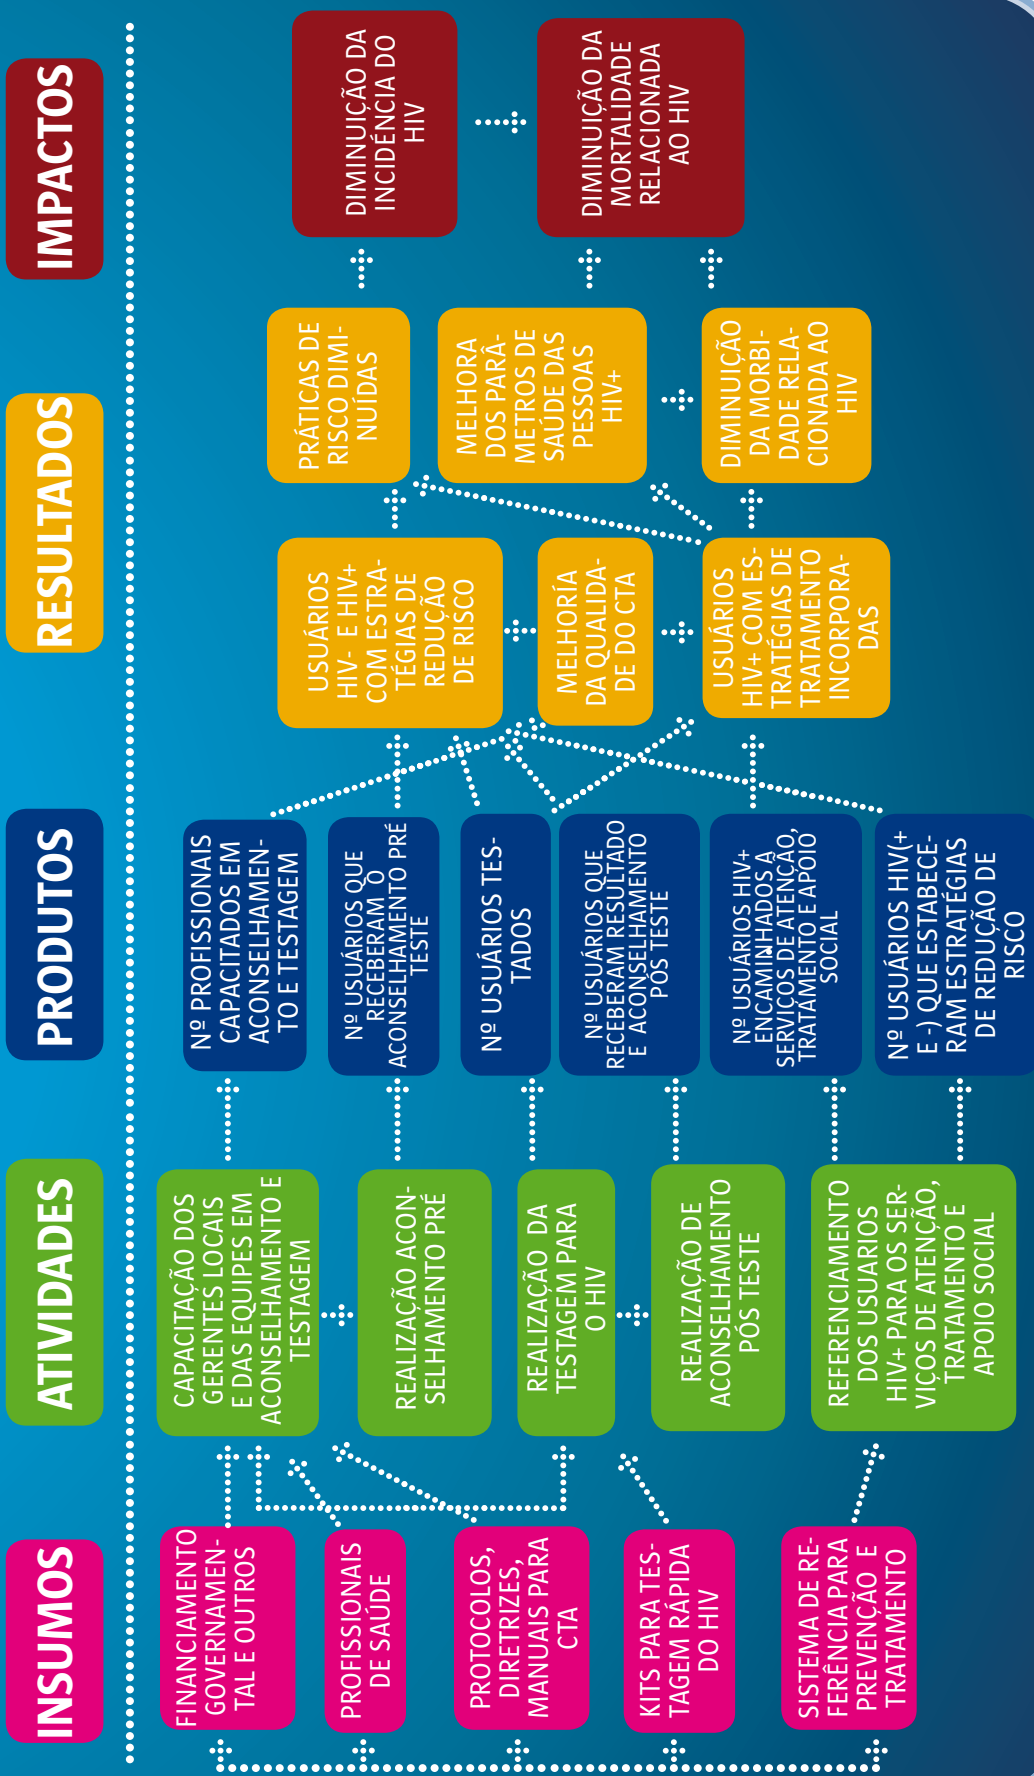 INSUMOS
FINANCIAMENTO
GOVERNAMEN-
TAL E OUTROS
PROFISSIONAIS
DE SAÚDE
PROTOCOLOS,
DIRETRIZES,
MANUAIS PARA
CTA
KITS PARA TES-
TAGEM RÁPIDA
DO HIV
SISTEMA DE RE-
FERÊNCIA PARA
PREVENÇÃO E
TRATAMENTO
ATIVIDADES
CAPACITAÇÃO DOS
GERENTES LOCAIS
E DAS EQUIPES EM
ACONSELHAMENTO E
TESTAGEM
REALIZAÇÃO ACON-
SELHAMENTO PRÉ
REALIZAÇÃO DA
TESTAGEM PARA
O HIV
REALIZAÇÃO DE
ACONSELHAMENTO
PÓS TESTE
REFERENCIAMENTO
DOS USUARIOS
HIV+ PARA OS SER-
VIÇOS DE ATENÇÃO,
TRATAMENTO E
APOIO SOCIAL
PRODUTOS
Nº PROFISSIONAIS
CAPACITADOS EM
ACONSELHAMEN-
TO E TESTAGEM
Nº USUÁRIOS QUE
RECEBERAM O
ACONSELHAMENTO PRÉ
TESTE
Nº USUÁRIOS TES-
TADOS
Nº USUÁRIOS QUE
RECEBERAM RESULTADO
E ACONSELHAMENTO
PÓS TESTE
Nº USUÁRIOS HIV+
ENCAMINHADOS À
SERVIÇOS DE ATENÇÃO,
TRATAMENTO E APOIO
SOCIAL
Nº USUÁRIOS HIV(+
E -) QUE ESTABECE-
RAM ESTRATÉGIAS
DE REDUÇÃO DE
RISCO
RESULTADOS
USUÁRIOS
HIV- E HIV+
COM ESTRA-
TÉGIAS DE
REDUÇÃO
DE RISCO
MELHORÍA
DA QUALIDA-
DE DO CTA
USUÁRIOS
HIV+ COM ES-
TRATÉGIAS DE
TRATAMENTO
INCORPORA-
DAS
PRÁTICAS DE
RISCO DIMI-
NUÍDAS
MELHORA
DOS PARÂ-
METROS DE
SAÚDE DAS
PESSOAS
HIV+
DIMINUIÇÃO
DA MORBI-
DADE RELA-
CIONADA AO
HIV
IMPACTOS
DIMINUIÇÃO DA
INCIDÉNCIA DO
HIV
DIMINUIÇÃO DA
MORTALIDADE
RELACIONADA
AO HIV